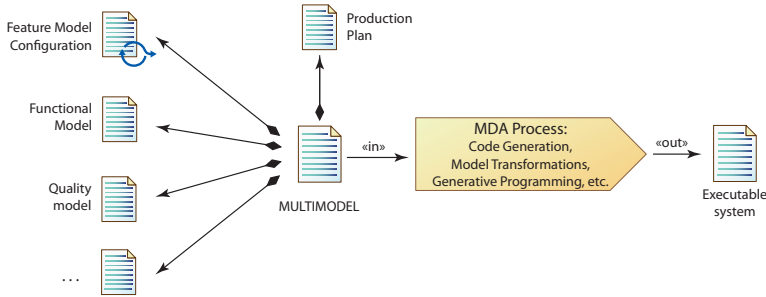 Feature Model
Configuration
Functional
Model
Quality
model
...
Production
Plan
MULTIMODEL
«in»
MDA Process:
Code Generation,
Model Transformations,
Generative Programming, etc.
«out»
Executable
system